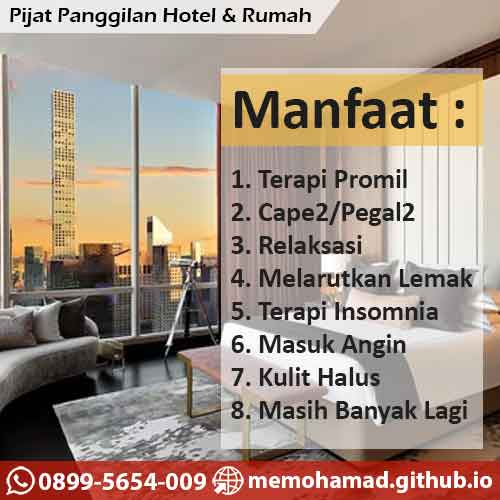 Pijat Panggilan Hotel & Rumah
Manfaat :
1. Terapi Promil
2. Cape2/Pegal2
3. Relaksasi
4. Melarutkan Lemak
5. Terapi Insomnia
6. Masuk Angin
7. Kulit Halus
8. Masih Banyak Lagi
0899-5654-009 memohamad.github.io